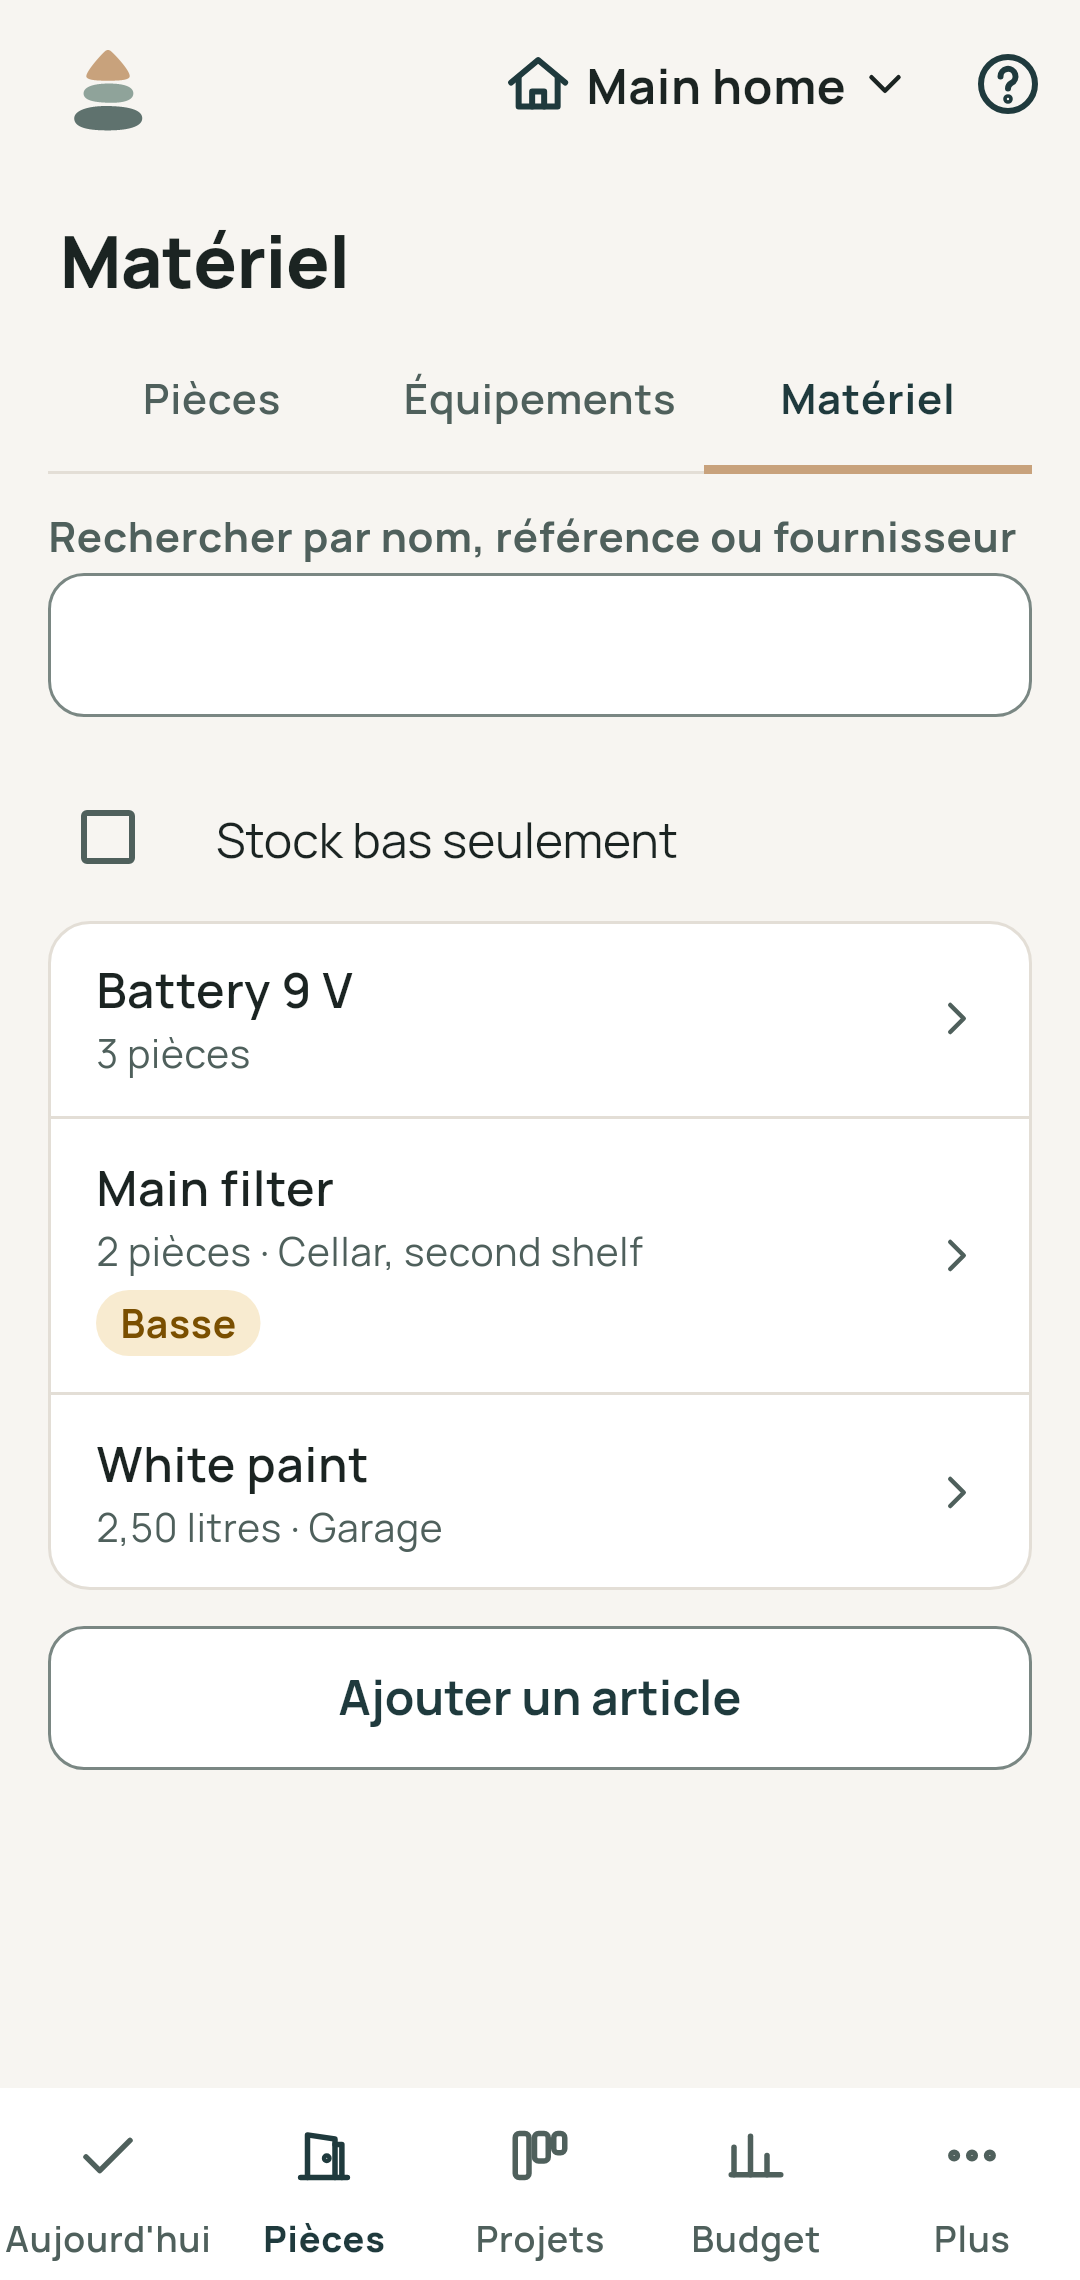 Main home
Matériel
Pièces
Équipements
Matériel
Rechercher par nom, référence ou fournisseur
Stock bas seulement
Battery 9 V
3 pièces
Main filter
2 pièces · Cellar, second shelf
Basse
White paint
2,50 litres · Garage
Ajouter un article
Aujourd'hui
Pièces
Projets
Budget
Plus